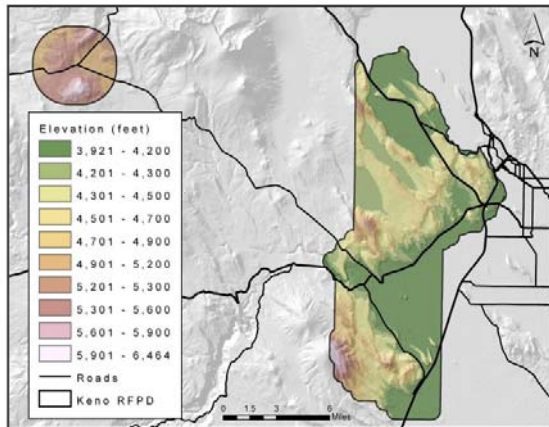 N
Elevation (feet)
3,921 - 4,200
4,201 - 4,300
4,301 - 4,500
4,501 - 4,700
4,701 - 4,900
4,901 - 5,200
5,201 - 5,300
5,301 - 5,600
5,601 - 5,900
5,901 - 6,464
Roads
Keno RFPD
0 1.5 3 6
Miles